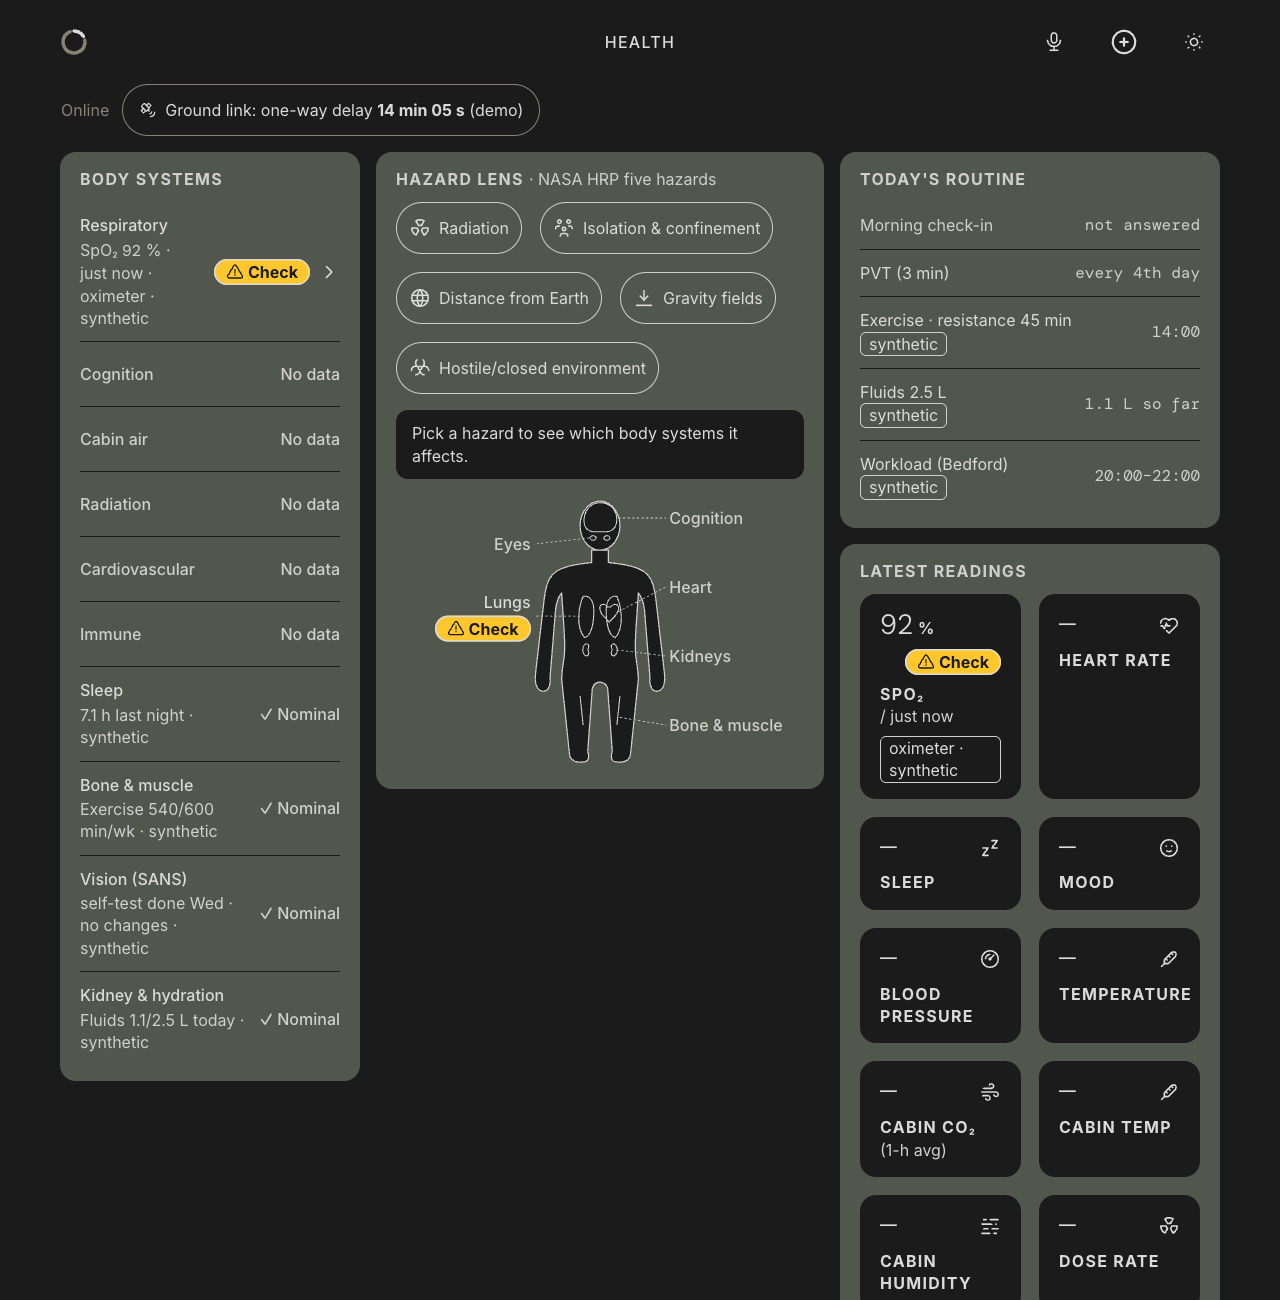 HEALTH
Online
Ground link: one-way delay 14 min 05 s (demo)
BODY SYSTEMS
Respiratory
SpO₂ 92 % ·
just now ·
oximeter ·
synthetic
Check
Cognition No data
Cabin air No data
Radiation No data
Cardiovascular No data
Immune No data
Sleep
7.1 h last night ·
synthetic
Nominal
Bone & muscle
Exercise 540/600
min/wk · synthetic
Nominal
Vision (SANS)
self-test done Wed ·
no changes ·
synthetic
Nominal
Kidney & hydration
Fluids 1.1/2.5 L today ·
synthetic
Nominal
HAZARD LENS · NASA HRP five hazards
Radiation
Isolation & confinement
Distance from Earth
Gravity fields
Hostile/closed environment
Pick a hazard to see which body systems it
affects.
Cognition
Eyes
Heart
Lungs
Check
Kidneys
Bone & muscle
TODAY'S ROUTINE
Morning check-in not answered
PVT (3 min) every 4th day
Exercise · resistance 45 min
synthetic
14:00
Fluids 2.5 L
synthetic
1.1 L so far
Workload (Bedford)
synthetic
20:00–22:00
LATEST READINGS
92 %
Check
SPO₂
/ just now
oximeter ·
synthetic
—
HEART RATE
—
SLEEP
—
MOOD
—
BLOOD
PRESSURE
—
TEMPERATURE
—
CABIN CO₂
(1-h avg)
—
CABIN TEMP
—
CABIN
HUMIDITY
—
DOSE RATE